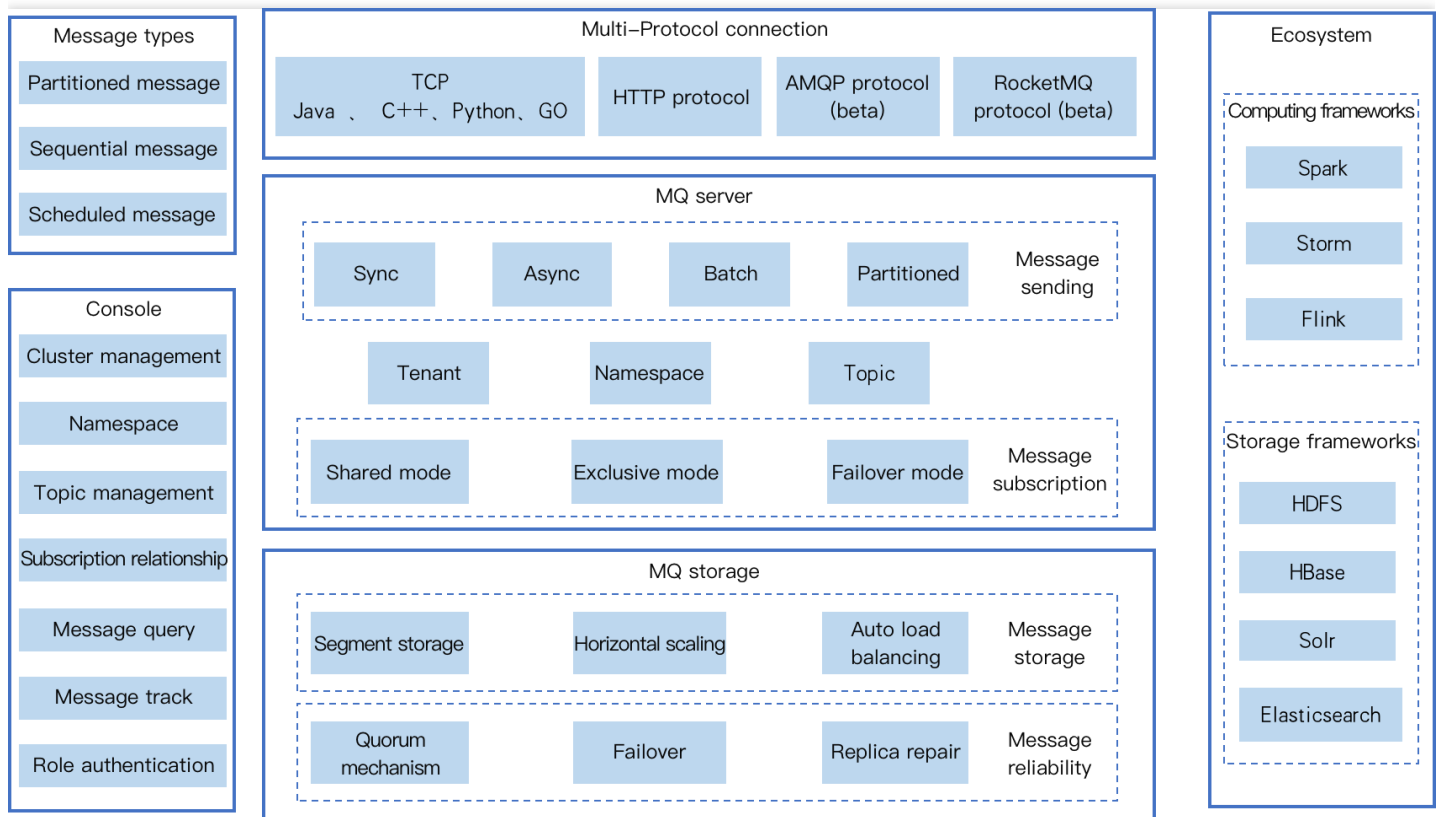 Message types
Partitioned message
Sequential message
Scheduled message
Console
Cluster management
Namespace
Topic management
Subscription relationship
Message query
Message track
Role authentication
Multi-Protocol connection
TCP
Java 、 C++、Python、GO
HTTP protocol
AMQP protocol
(beta)
RocketMQ
protocol (beta)
MQ server
Sync
Async
Batch
Partitioned
Message
sending
Tenant
Namespace
Topic
Shared mode
Exclusive mode
Failover mode
Message
subscription
MQ storage
Segment storage
Horizontal scaling
Auto load
balancing
Message
storage
Quorum
mechanism
Failover
Replica repair
Message
reliability
Ecosystem
Computing frameworks
Spark
Storm
Flink
Storage frameworks
HDFS
HBase
Solr
Elasticsearch